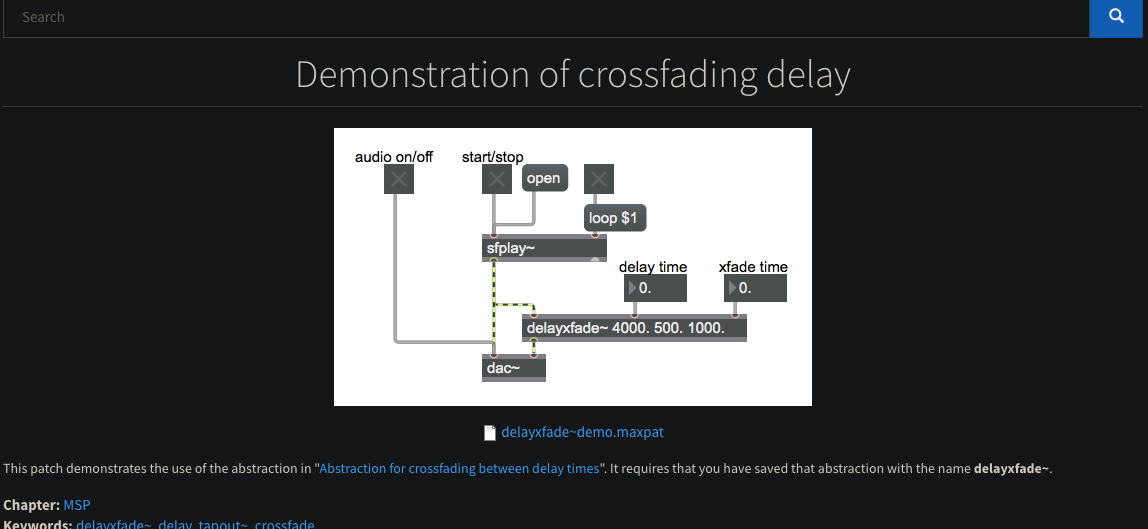 Search
Demonstration of crossfading delay
audio on/off
start/stop
open
loop $1
sfplay~
delay time
xfade time
0.
0.
delayxfade~ 4000. 500. 1000.
dac~
delayxfade~demo.maxpat
This patch demonstrates the use of the abstraction in "Abstraction for crossfading between delay times". It requires that you have saved that abstraction with the name delayxfade~.
Chapter: MSP
Keywords: delayxfade~ delay tapout~ crossfade